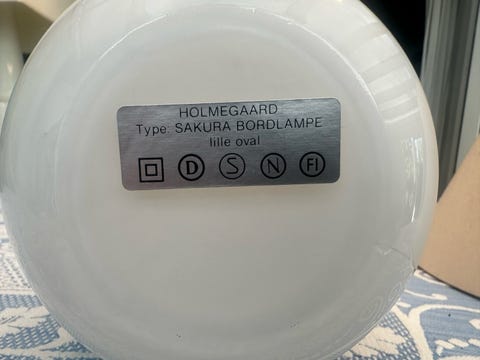 HOLMEGAARD
Type: SAKURA BORDLAMPE
lille oval
D S N FI